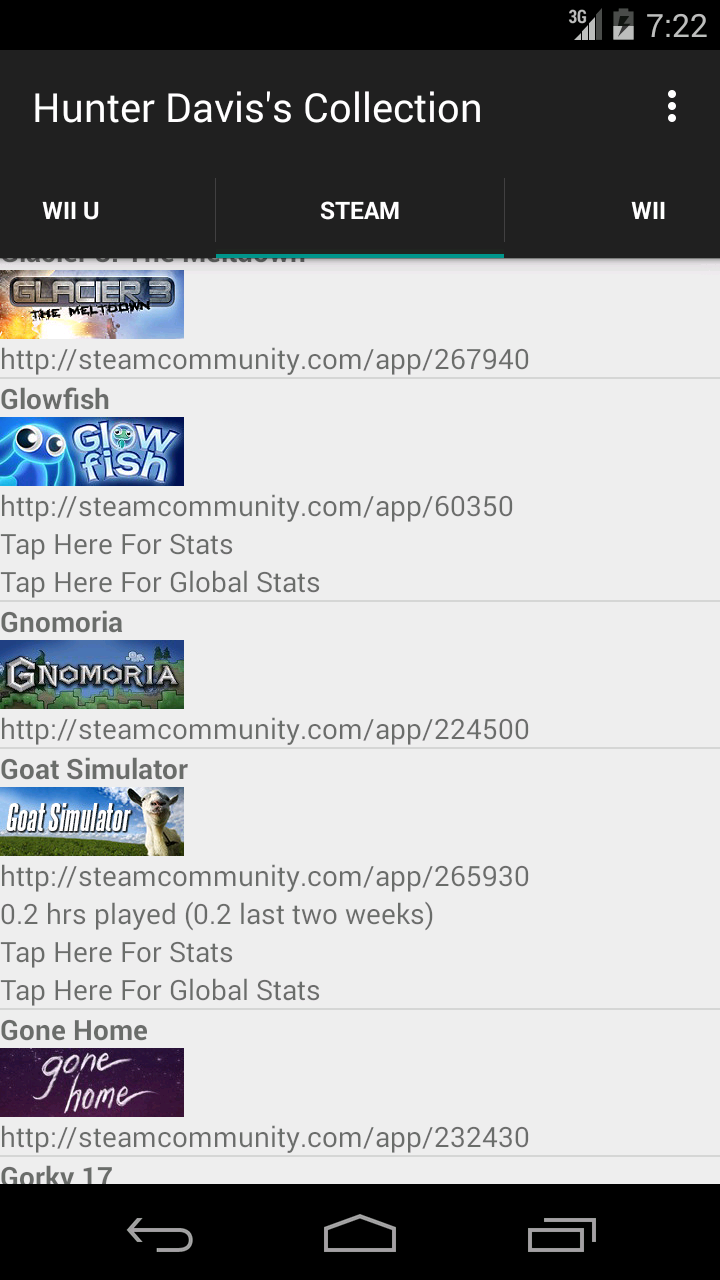 3G 7:22
Hunter Davis's Collection
WII U STEAM WII
Glacier 3: The Meltdown
GLACIER 3
THE MELTDOWN
http://steamcommunity.com/app/267940
Glowfish
Glow
fish
http://steamcommunity.com/app/60350
Tap Here For Stats
Tap Here For Global Stats
Gnomoria
GNOMORIA
http://steamcommunity.com/app/224500
Goat Simulator
Goat Simulator
http://steamcommunity.com/app/265930
0.2 hrs played (0.2 last two weeks)
Tap Here For Stats
Tap Here For Global Stats
Gone Home
gone
home
http://steamcommunity.com/app/232430
Gorky 17